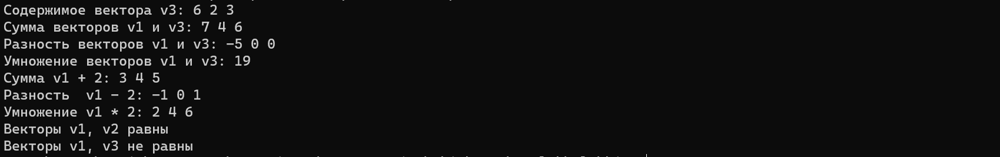 Содержимое вектора v3: 6 2 3
Сумма векторов v1 и v3: 7 4 6
Разность векторов v1 и v3: -5 0 0
Умножение векторов v1 и v3: 19
Сумма v1 + 2: 3 4 5
Разность  v1 - 2: -1 0 1
Умножение v1 * 2: 2 4 6
Векторы v1, v2 равны
Векторы v1, v3 не равны